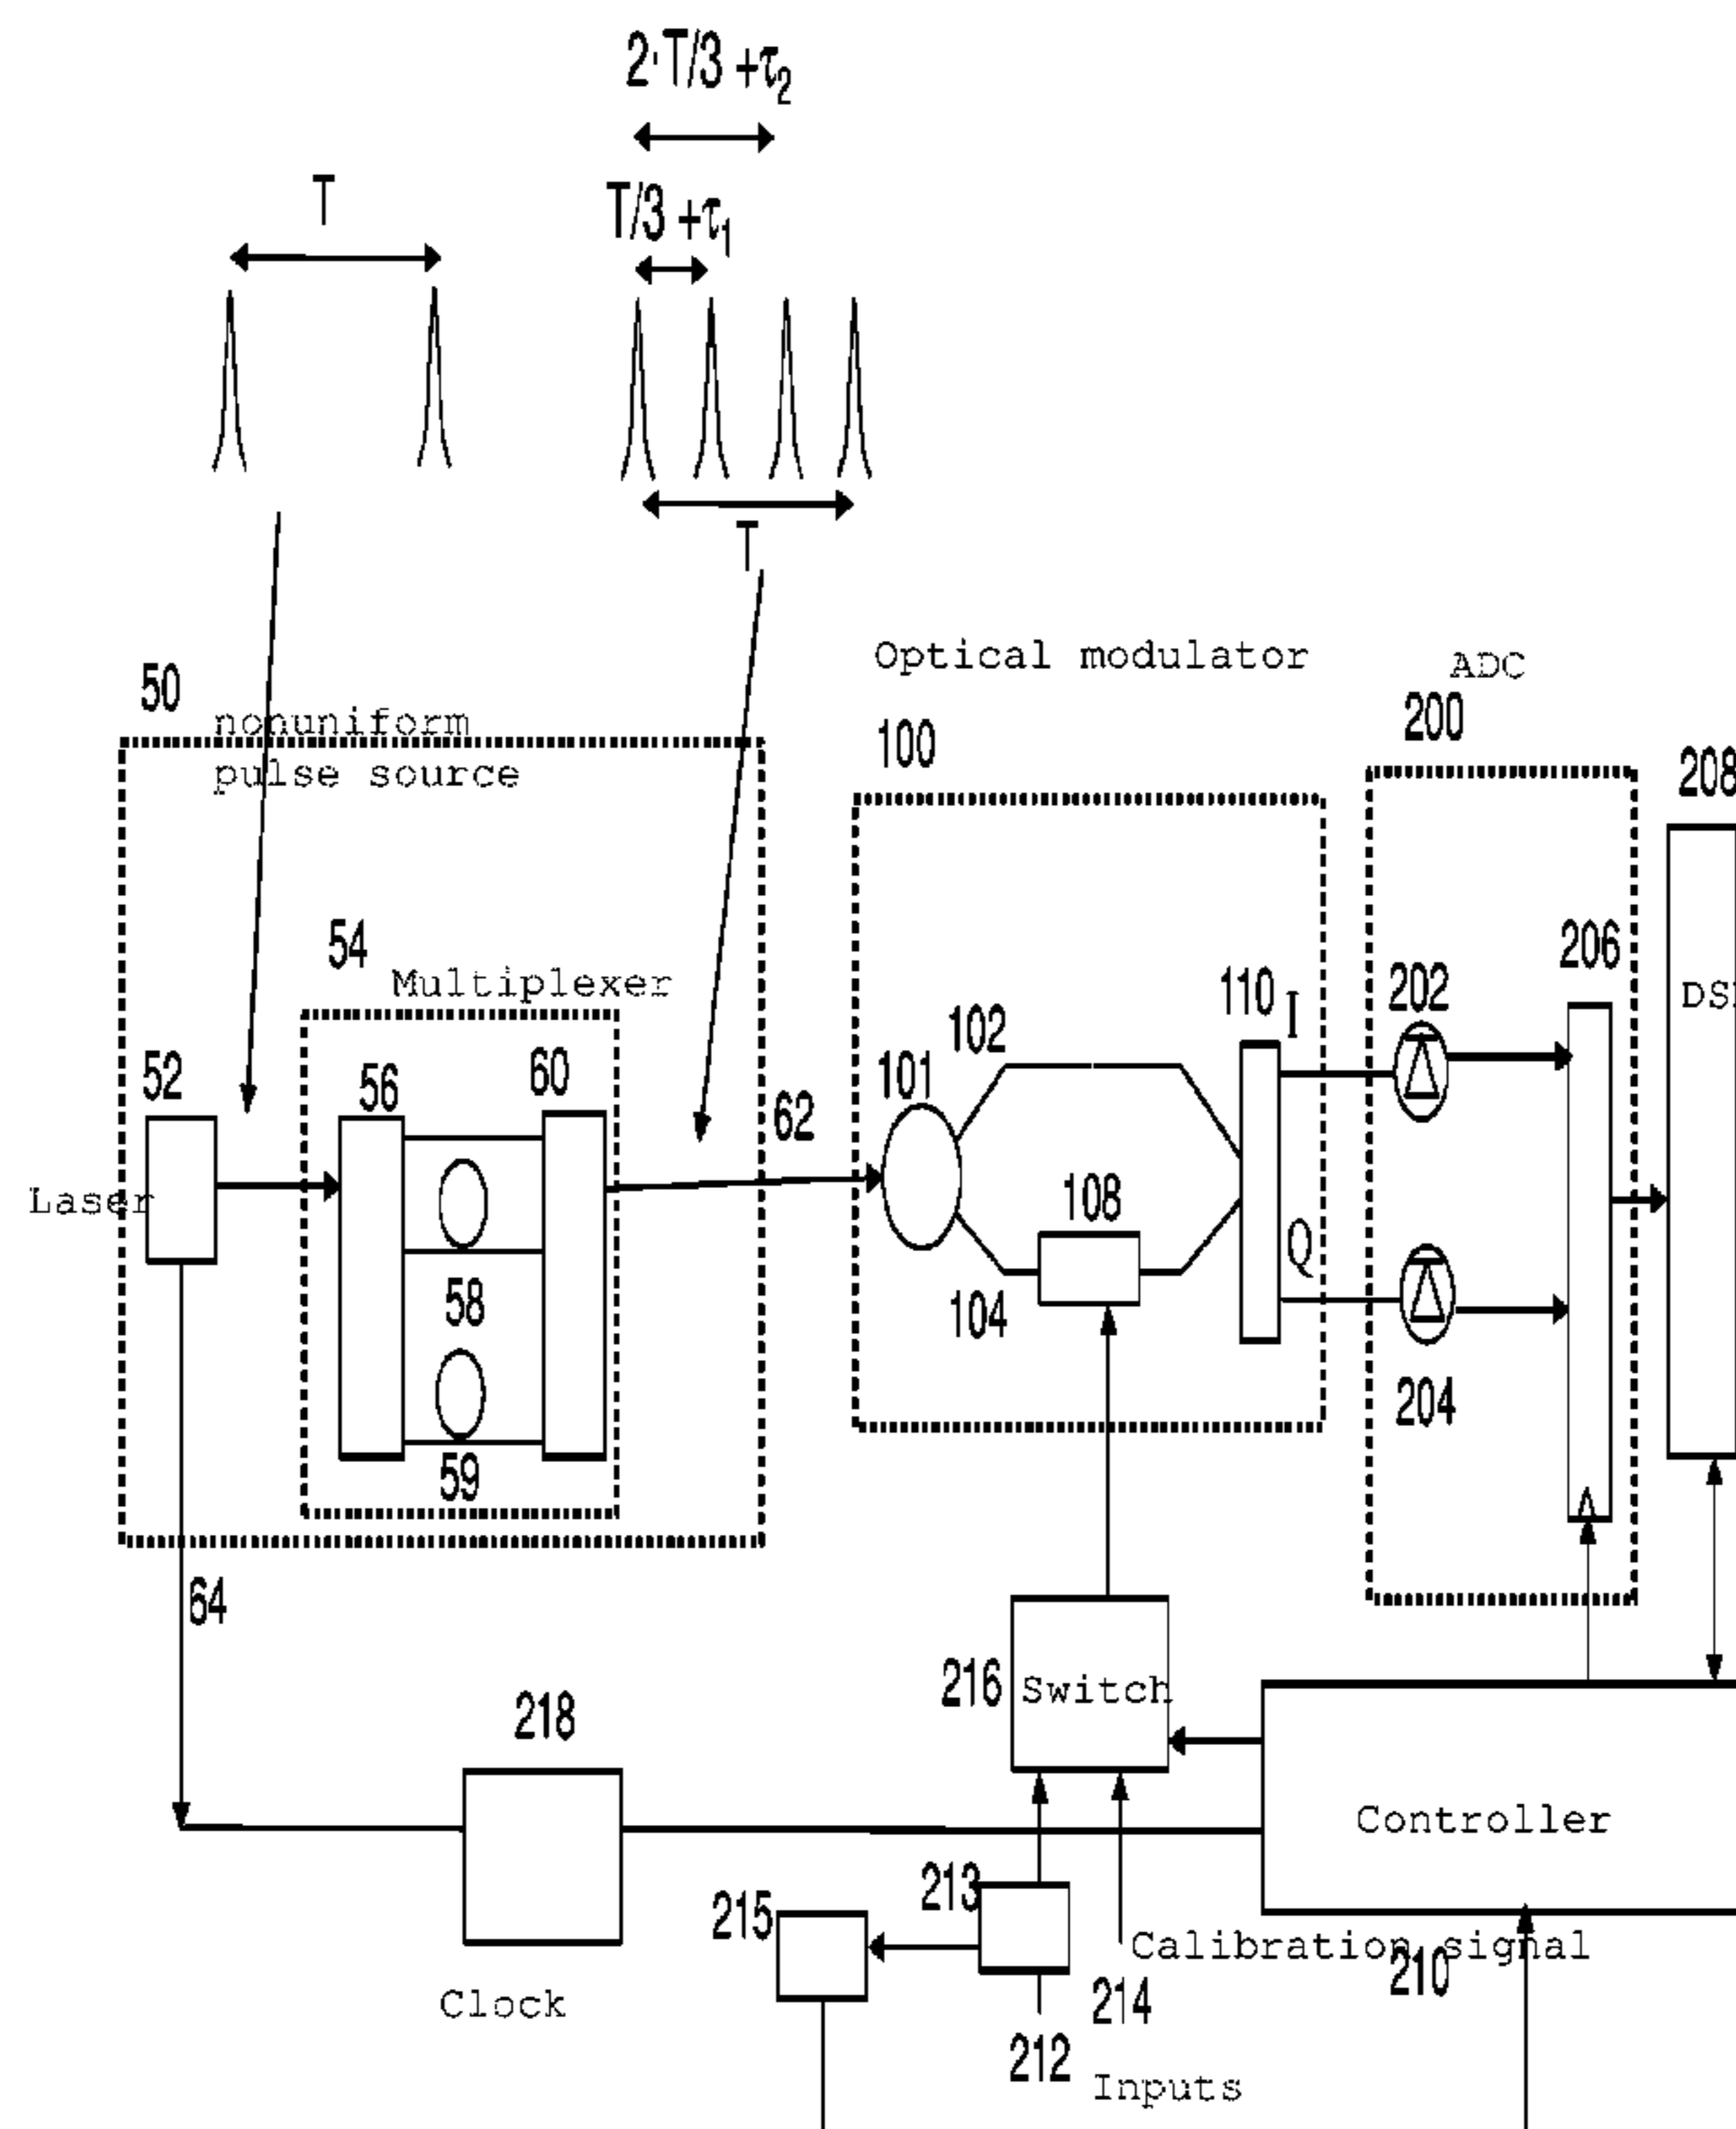 2·T/3 +τ2
T
T/3 +τ1
T
Optical modulator
ADC
50
nonuniform
pulse source
100
200
208
54
Multiplexer
206
202
110
I
DS
102
52
56
60
101
62
Laser
108
Q
58
104
204
59
64
216
Switch
218
Controller
213
215
Calibration signal
210
214
Clock
212
Inputs